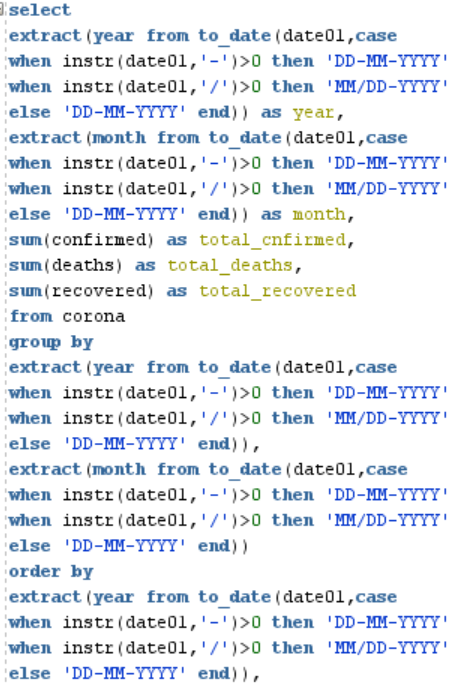 select
extract(year from to_date(date01,case
when instr(date01,'-')>0 then 'DD-MM-YYYY'
when instr(date01,'/')>0 then 'MM/DD-YYYY'
else 'DD-MM-YYYY' end)) as year,
extract(month from to_date(date01,case
when instr(date01,'-')>0 then 'DD-MM-YYYY'
when instr(date01,'/')>0 then 'MM/DD-YYYY'
else 'DD-MM-YYYY' end)) as month,
sum(confirmed) as total_cnfirmed,
sum(deaths) as total_deaths,
sum(recovered) as total_recovered
from corona
group by
extract(year from to_date(date01,case
when instr(date01,'-')>0 then 'DD-MM-YYYY'
when instr(date01,'/')>0 then 'MM/DD-YYYY'
else 'DD-MM-YYYY' end)),
extract(month from to_date(date01,case
when instr(date01,'-')>0 then 'DD-MM-YYYY'
when instr(date01,'/')>0 then 'MM/DD-YYYY'
else 'DD-MM-YYYY' end))
order by
extract(year from to_date(date01,case
when instr(date01,'-')>0 then 'DD-MM-YYYY'
when instr(date01,'/')>0 then 'MM/DD-YYYY'
else 'DD-MM-YYYY' end)),